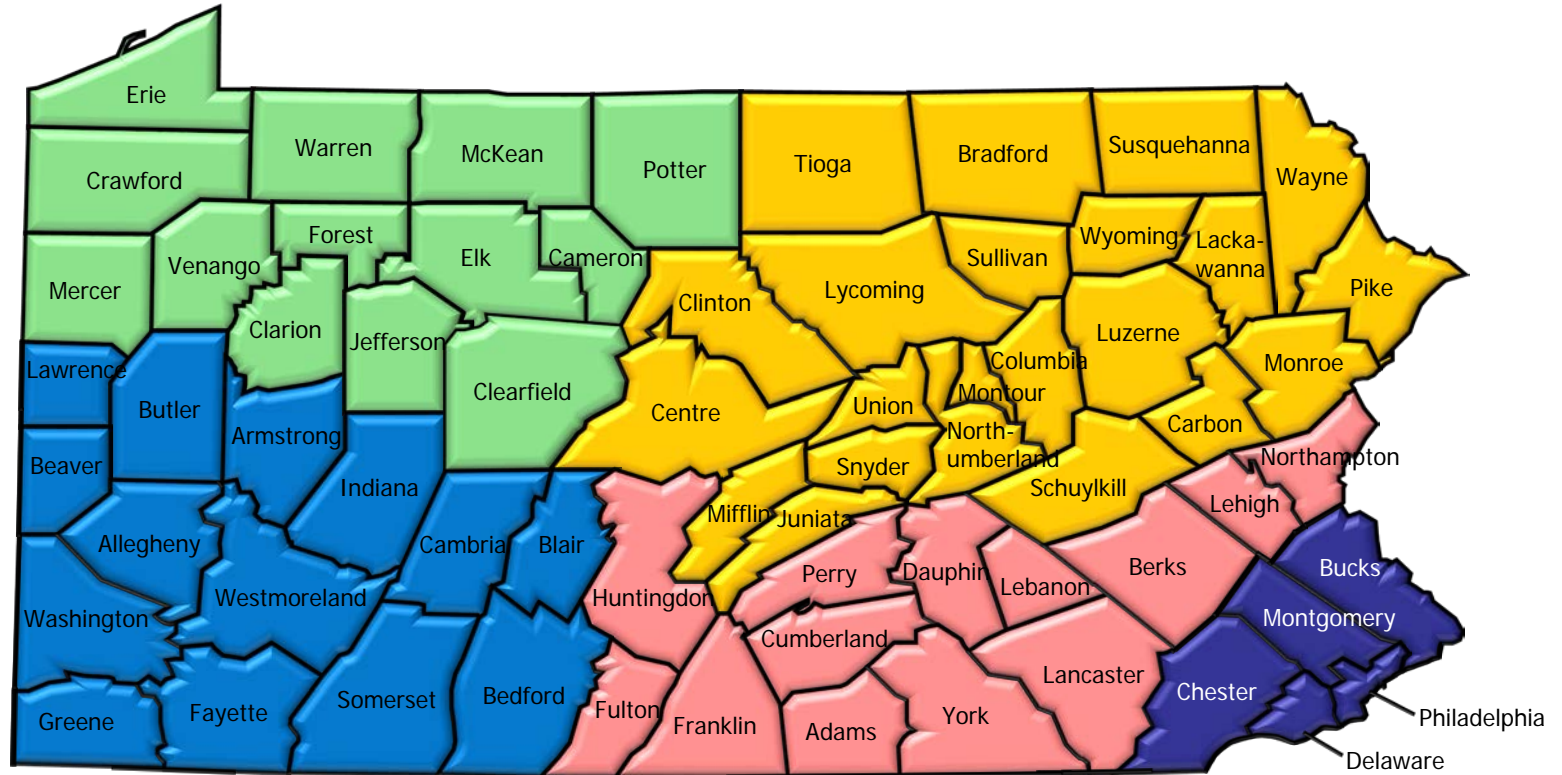 Erie
Warren
McKean
Potter
Tioga
Bradford
Susquehanna
Wayne
Crawford
Forest
Venango
Elk
Cameron
Mercer
Clarion
Jefferson
Clearfield
Clinton
Lycoming
Sullivan
Wyoming
Lacka-
wanna
Pike
Luzerne
Columbia
Montour
Monroe
Centre
Union
Carbon
North-
umberland
Snyder
Schuylkill
Mifflin
Juniata
Lawrence
Butler
Armstrong
Beaver
Indiana
Allegheny
Cambria
Blair
Washington
Westmoreland
Greene
Fayette
Somerset
Bedford
Huntingdon
Perry
Dauphin
Lebanon
Berks
Lehigh
Northampton
Cumberland
Lancaster
Fulton
Franklin
Adams
York
Bucks
Montgomery
Chester
Philadelphia
Delaware